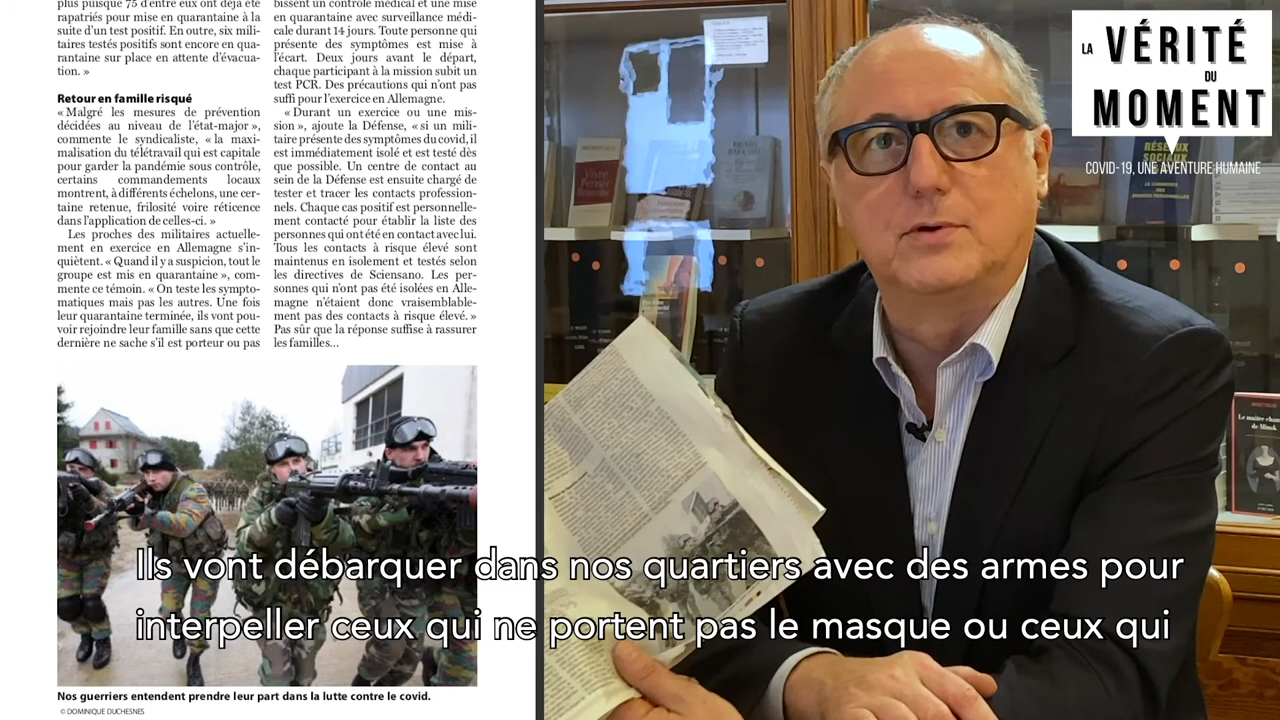 plus puisque 75 d'entre eux ont déjà été
rapatriés pour mise en quarantaine à la
suite d'un test positif. En outre, six mili-
taires testés positifs sont encore en qua-
rantaine sur place en attente d'évacua-
tion. »
Retour en famille risqué
« Malgré les mesures de prévention
décidées au niveau de l'état-major »,
commente le syndicaliste, « la maxi-
malisation du télétravail qui est capitale
pour garder la pandémie sous contrôle,
certains commandements locaux
montrent, à différents échelons, une cer-
taine retenue, frilosité voire réticence
dans l'application de celles-ci. »
Les proches des militaires actuelle-
ment en exercice en Allemagne s'in-
quiètent. « Quand il y a suspicion, tout le
groupe est mis en quarantaine », com-
mente ce témoin. « On teste les sympto-
matiques mais pas les autres. Une fois
leur quarantaine terminée, ils vont pou-
voir rejoindre leur famille sans que cette
dernière ne sache s'il est porteur ou pas
bissent un contrôle médical et une mise
en quarantaine avec surveillance médi-
cale durant 14 jours. Toute personne qui
présente des symptômes est mise à
l'écart. Deux jours avant le départ,
chaque participant à la mission subit un
test PCR. Des précautions qui n'ont pas
suffi pour l'exercice en Allemagne.
« Durant un exercice ou une mis-
sion », ajoute la Défense, « si un mili-
taire présente des symptômes du covid, il
est immédiatement isolé et est testé dès
que possible. Un centre de contact au
sein de la Défense est ensuite chargé de
tester et tracer les contacts profession-
nels. Chaque cas positif est personnelle-
ment contacté pour établir la liste des
personnes qui ont été en contact avec lui.
Tous les contacts à risque élevé sont
maintenus en isolement et testés selon
les directives de Sciensano. Les per-
sonnes qui n'ont pas été isolées en Alle-
magne n'étaient donc vraisemblable-
ment pas des contacts à risque élevé. »
Pas sûr que la réponse suffise à rassurer
les familles...
Nos guerriers entendent prendre leur part dans la lutte contre le covid.
© DOMINIQUE DUCHESNES
LA VÉRITÉ
DU
MOMENT
COVID-19, UNE AVENTURE HUMAINE
RÉSEAUX
SOCIAUX
Vivre
Penser
Le maître chan
de Minsk
Ils vont débarquer dans nos quartiers avec des armes pour
interpeller ceux qui ne portent pas le masque ou ceux qui